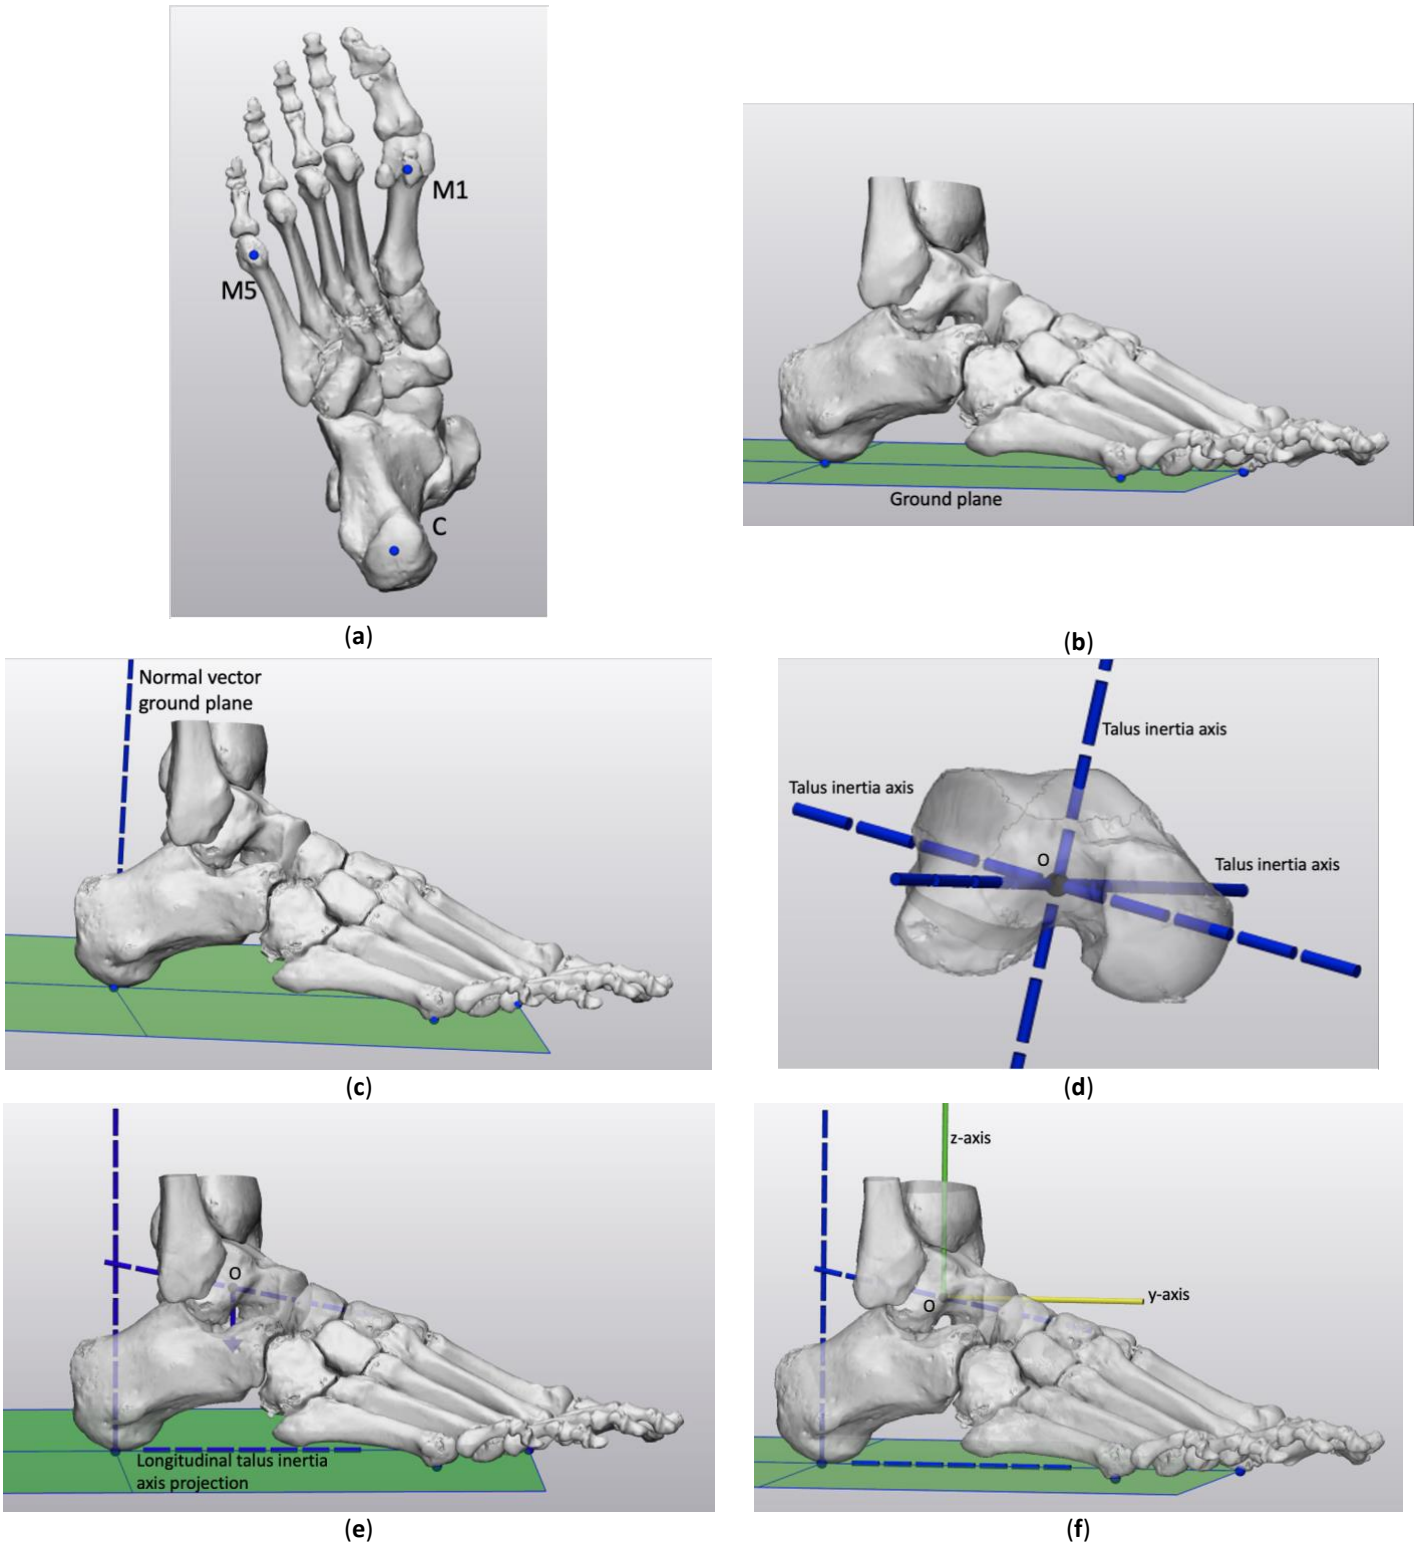 M1
M5
C
(a)
Ground plane
(b)
Normal vector
ground plane
(c)
Talus inertia axis
Talus inertia axis
O
Talus inertia axis
(d)
O
Longitudinal talus inertia
axis projection
(e)
z-axis
y-axis
O
(f)